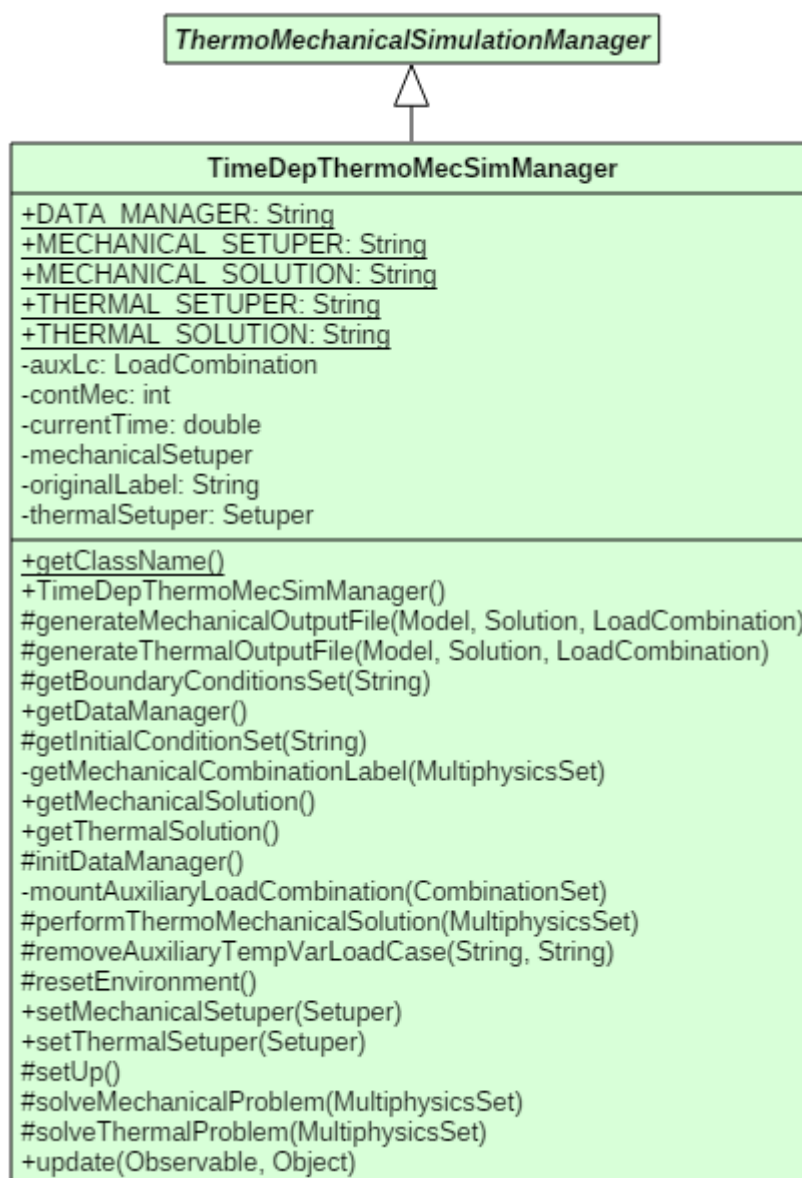 ThermoMechanicalSimulationManager
TimeDepThermoMecSimManager
+DATA_MANAGER: String
+MECHANICAL_SETUPER: String
+MECHANICAL_SOLUTION: String
+THERMAL_SETUPER: String
+THERMAL_SOLUTION: String
-auxLc: LoadCombination
-contMec: int
-currentTime: double
-mechanicalSetuper
-originalLabel: String
-thermalSetuper: Setuper
+getClassName()
+TimeDepThermoMecSimManager()
#generateMechanicalOutputFile(Model, Solution, LoadCombination)
#generateThermalOutputFile(Model, Solution, LoadCombination)
#getBoundaryConditionsSet(String)
+getDataManager()
#getInitialConditionSet(String)
-getMechanicalCombinationLabel(MultiphysicsSet)
+getMechanicalSolution()
+getThermalSolution()
#initDataManager()
-mountAuxiliaryLoadCombination(CombinationSet)
#performThermoMechanicalSolution(MultiphysicsSet)
#removeAuxiliaryTempVarLoadCase(String, String)
#resetEnvironment()
+setMechanicalSetuper(Setuper)
+setThermalSetuper(Setuper)
#setUp()
#solveMechanicalProblem(MultiphysicsSet)
#solveThermalProblem(MultiphysicsSet)
+update(Observable, Object)